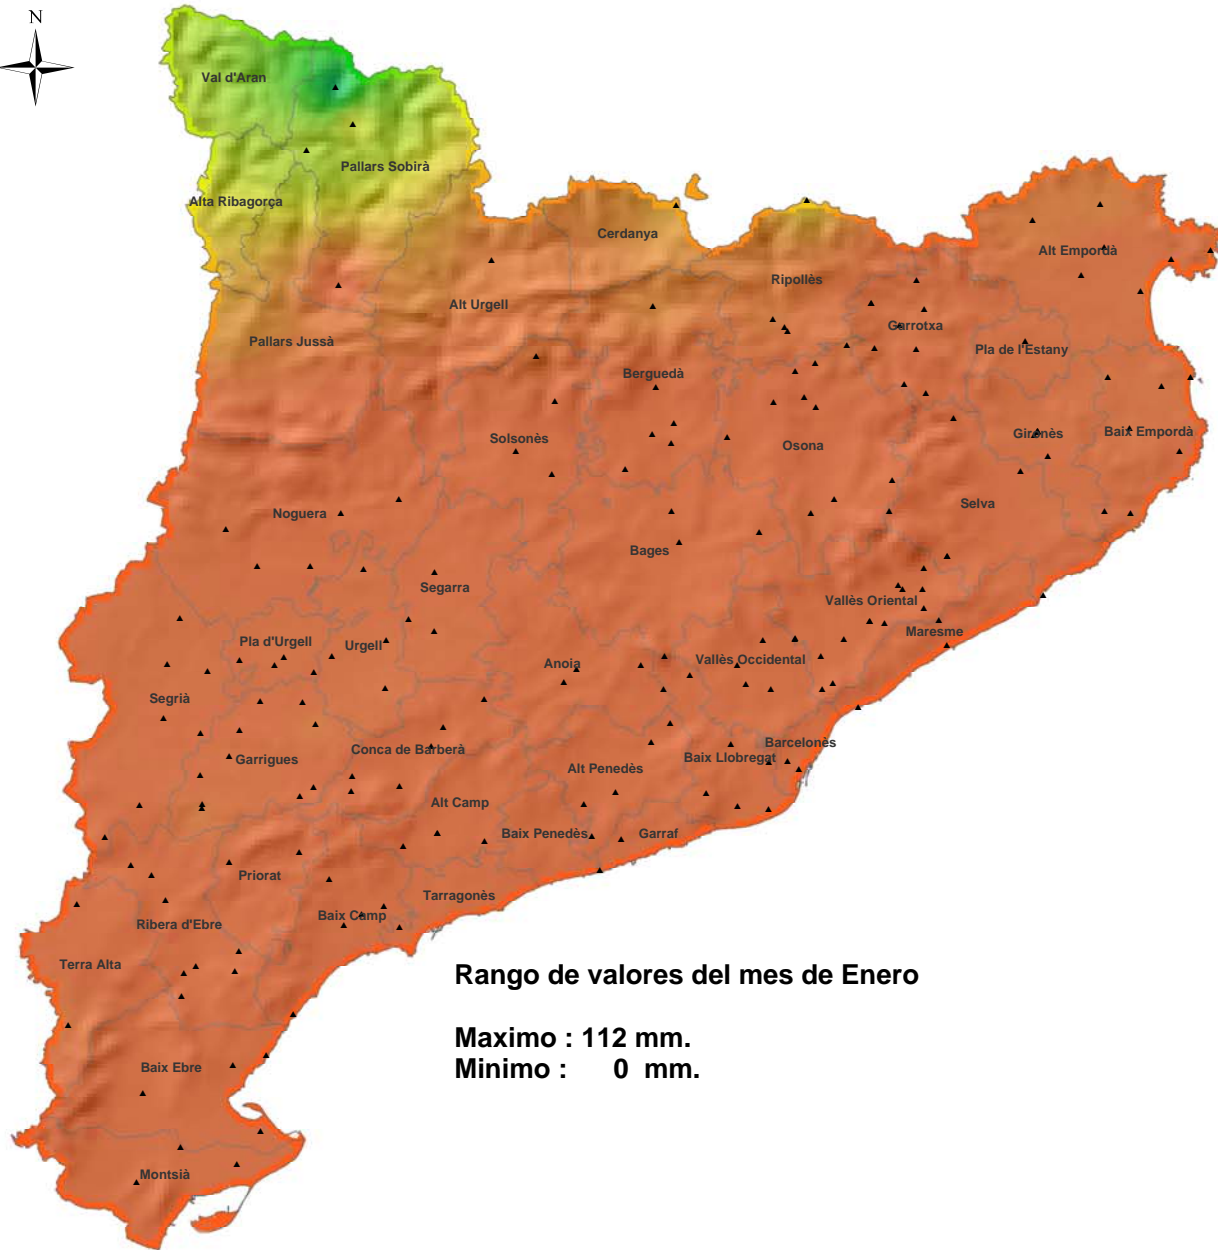 N
Val d'Aran
Pallars Sobirà
Alta Ribagorça
Cerdanya
Alt Empordà
Ripollès
Alt Urgell
Garrotxa
Pallars Jussà
Pla de l'Estany
Berguedà
Solsonès
Osona
Gironès
Baix Empordà
Noguera
Selva
Bages
Segarra
Vallès Oriental
Pla d'Urgell
Urgell
Maresme
Anoia
Vallès Occidental
Segrià
Conca de Barberà
Barcelonès
Garrigues
Alt Penedès
Baix Llobregat
Alt Camp
Baix Penedès
Garraf
Priorat
Tarragonès
Baix Camp
Ribera d'Ebre
Terra Alta
Rango de valores del mes de Enero
Maximo : 112 mm.
Minimo : 0 mm.
Baix Ebre
Montsià